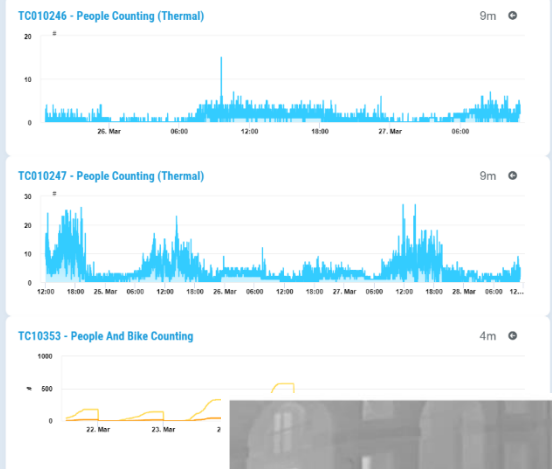 TC010246 - People Counting (Thermal) 9m
#
20
10
0
26. Mar 06:00 12:00 18:00 27. Mar 06:00
TC010247 - People Counting (Thermal) 9m
#
30
20
10
0
12:00 18:00 25. Mar 06:00 12:00 18:00 26. Mar 06:00 12:00 18:00 27. Mar 06:00 12:00 18:00 28. Mar 06:00 12...
TC10353 - People And Bike Counting 4m
1000
# 500
0
22. Mar 23. Mar 2